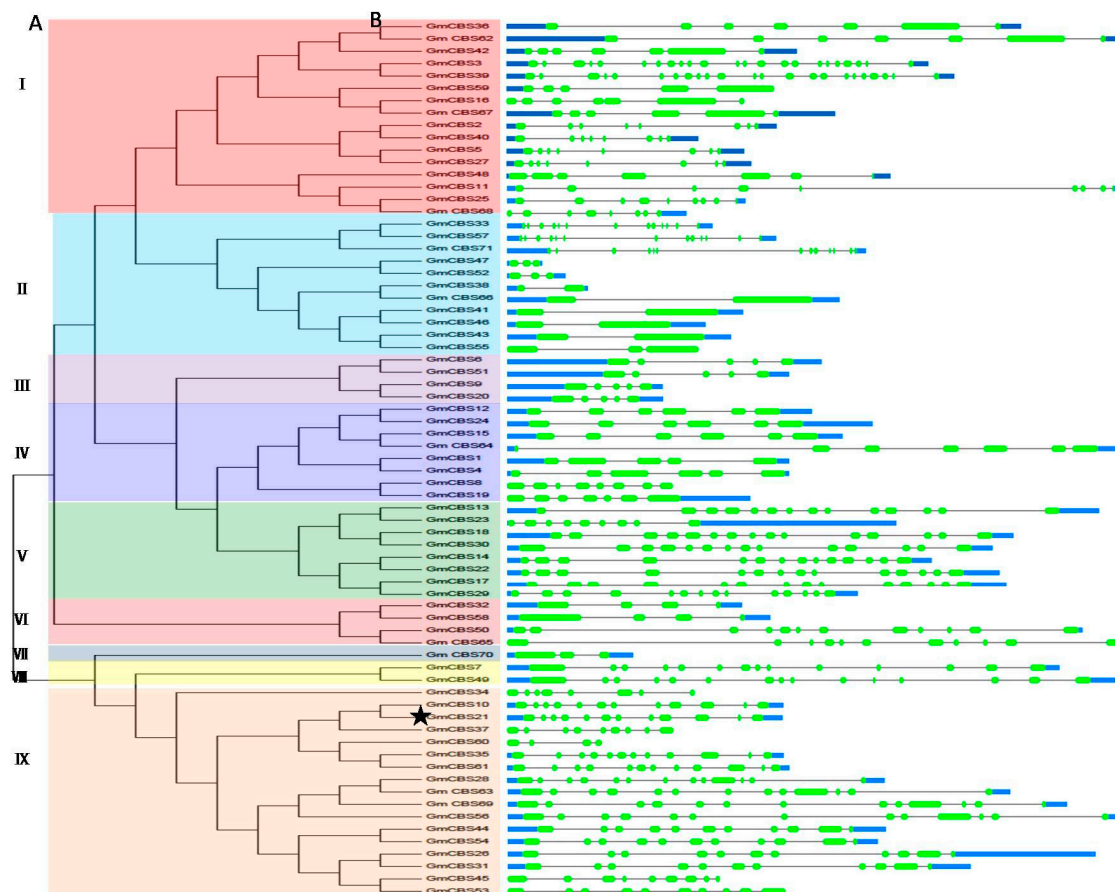 A
B
I
II
III
IV
V
VI
VII
VIII
IX
GmCBS36
Gm CBS62
GmCBS42
GmCBS3
GmCBS39
GmCBS59
GmCBS16
Gm CBS67
GmCBS2
GmCBS40
GmCBS5
GmCBS27
GmCBS48
GmCBS11
GmCBS25
Gm CBS68
GmCBS33
GmCBS57
Gm CBS71
GmCBS47
GmCBS52
GmCBS38
Gm CBS66
GmCBS41
GmCBS46
GmCBS43
GmCBS55
GmCBS6
GmCBS51
GmCBS9
GmCBS20
GmCBS12
GmCBS24
GmCBS15
Gm CBS64
GmCBS1
GmCBS4
GmCBS8
GmCBS19
GmCBS13
GmCBS23
GmCBS18
GmCBS30
GmCBS14
GmCBS22
GmCBS17
GmCBS29
GmCBS32
GmCBS58
GmCBS50
Gm CBS65
Gm CBS70
GmCBS7
GmCBS49
GmCBS34
GmCBS10
GmCBS21
GmCBS37
GmCBS60
GmCBS35
GmCBS61
GmCBS28
Gm CBS63
Gm CBS69
GmCBS56
GmCBS44
GmCBS54
GmCBS26
GmCBS31
GmCBS45
GmCBS53